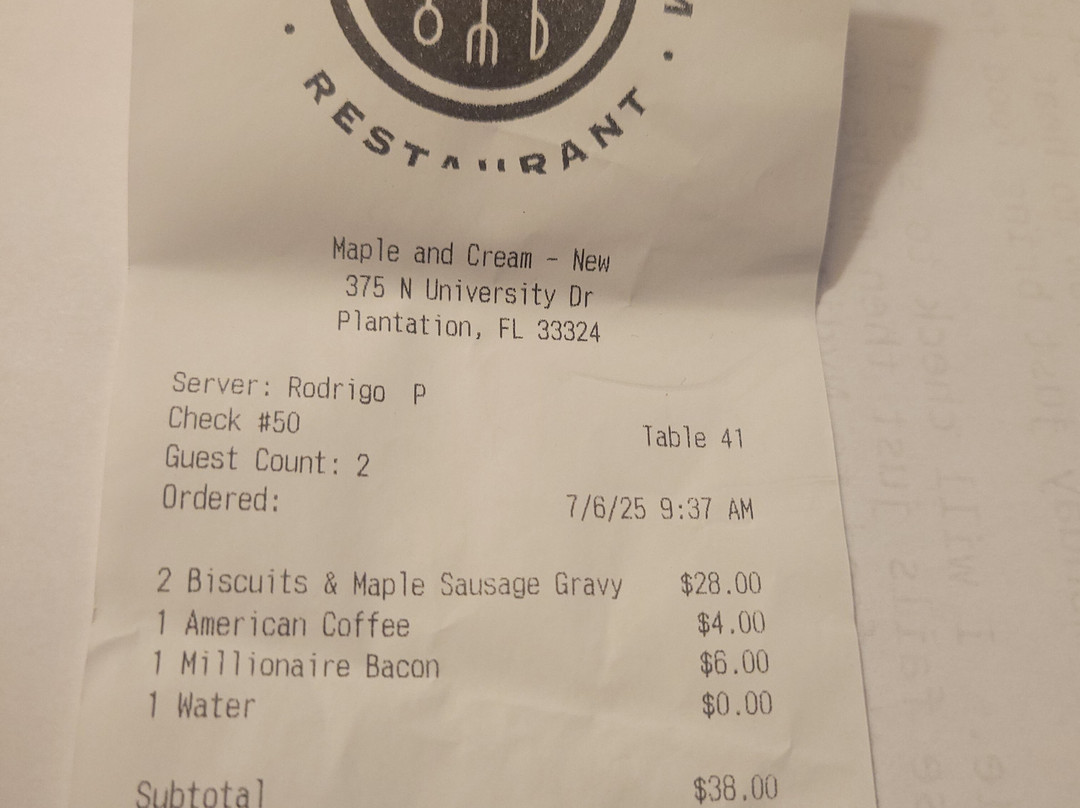 RESTAURANT
Maple and Cream - New
375 N University Dr
Plantation, FL 33324
Server: Rodrigo P
Check #50
Table 41
Guest Count: 2
Ordered: 7/6/25 9:37 AM
2 Biscuits & Maple Sausage Gravy $28.00
1 American Coffee $4.00
1 Millionaire Bacon $6.00
1 Water $0.00
Subtotal $38.00